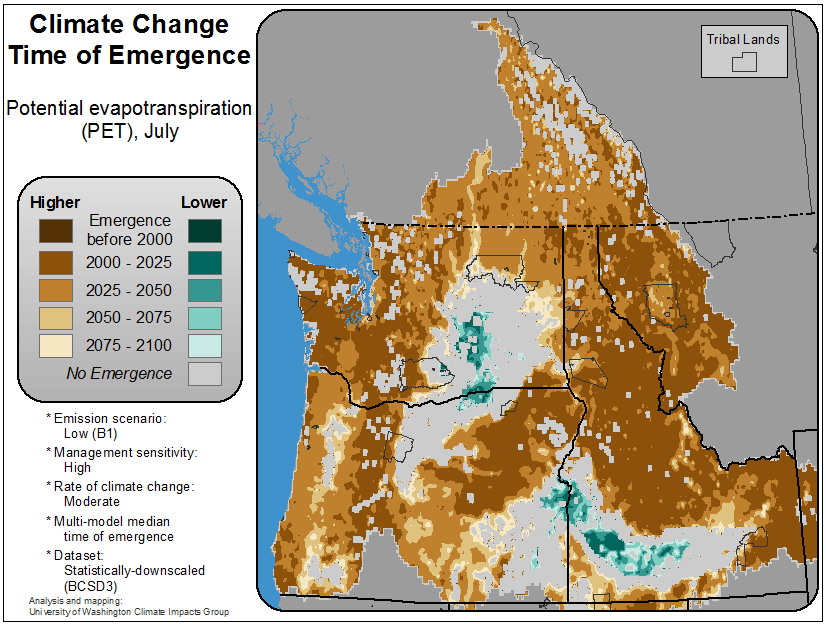 Climate Change
Time of Emergence
Potential evapotranspiration
(PET), July
Higher
Lower
Emergence
before 2000
2000 - 2025
2025 - 2050
2050 - 2075
2075 - 2100
No Emergence
* Emission scenario:
Low (B1)
* Management sensitivity:
High
* Rate of climate change:
Moderate
* Multi-model median
time of emergence
* Dataset:
Statistically-downscaled
(BCSD3)
Analysis and mapping:
University of Washington Climate Impacts Group
Tribal Lands